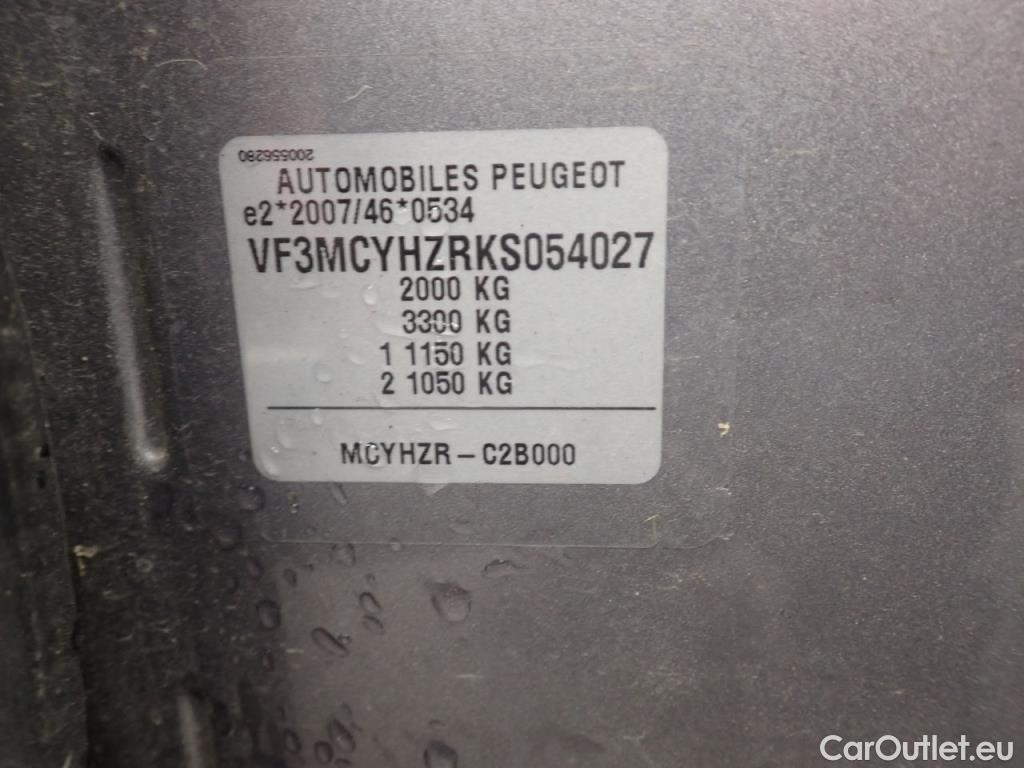 200556280
AUTOMOBILES PEUGEOT
e2*2007/46*0534
VF3MCYHZRKS054027
2000 KG
3300 KG
1 1150 KG
2 1050 KG
MCYHZR – C2B000
CarOutlet.eu